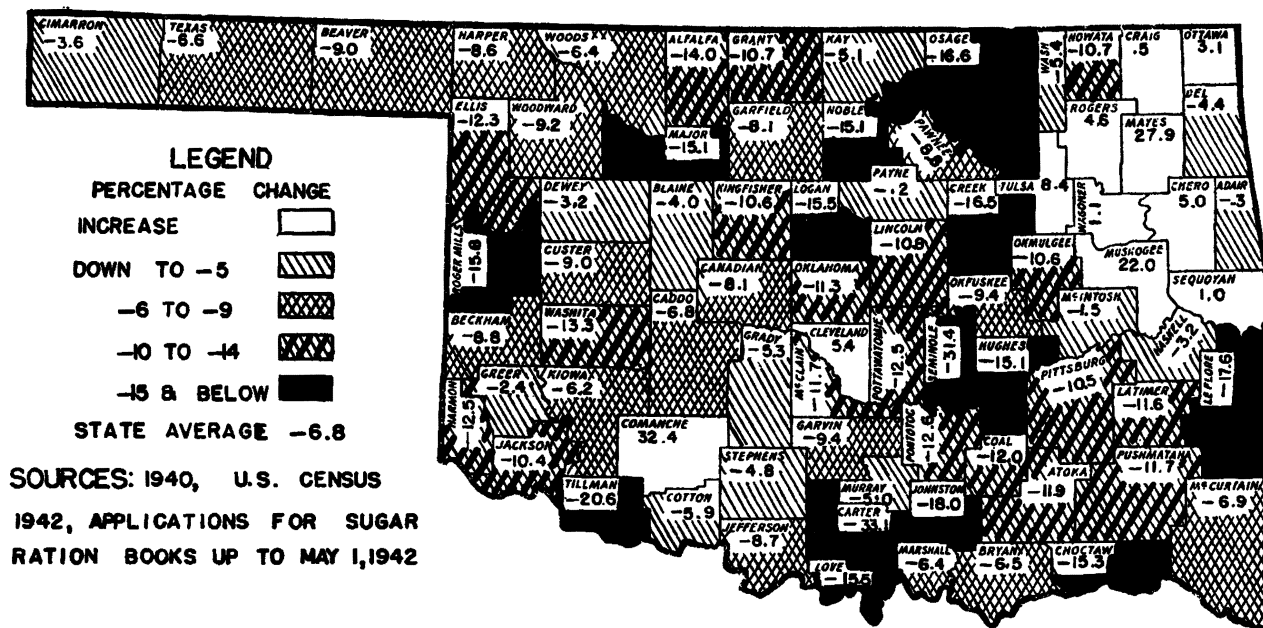 CIMARRON
-3.6
TEXAS
-6.6
BEAVER
-9.0
HARPER
-8.6
WOODS
-6.4
ALFALFA
-14.0
GRANT
-10.7
KAY
-5.1
OSAGE
-16.6
WASH
-5.4
NOWATA
-10.7
CRAIG
.5
OTTAWA
3.1
ELLIS
-12.3
WOODWARD
-9.2
MAJOR
-15.1
GARFIELD
-8.1
NOBLE
-15.1
PAWNEE
-8.8
ROGERS
4.6
MAYES
27.9
DEL
-4.4
LEGEND
PERCENTAGE CHANGE
INCREASE
DOWN TO -5
-6 TO -9
-10 TO -14
-15 & BELOW
STATE AVERAGE -6.8
SOURCES: 1940, U.S. CENSUS
1942, APPLICATIONS FOR SUGAR
RATION BOOKS UP TO MAY 1,1942
DEWEY
-3.2
BLAINE
-4.0
KINGFISHER
-10.6
LOGAN
-15.5
PAYNE
-.2
CREEK
-16.5
TULSA
8.4
WAGONER
1.1
CHERO
5.0
ADAIR
-.3
ROGER MILLS
-15.8
CUSTER
-9.0
CANADIAN
-8.1
OKLAHOMA
-11.3
LINCOLN
-10.8
OKFUSKEE
-9.4
OKMULGEE
-10.6
MUSKOGEE
22.0
SEQUOYAH
1.0
BECKHAM
-8.8
WASHITA
-13.3
CADDO
-6.8
GRADY
-5.3
CLEVELAND
5.4
McCLAIN
-11.7
POTTAWATOMIE
-12.5
SEMINOLE
-31.4
HUGHES
-15.1
McINTOSH
-1.5
HASKELL
-3.2
LEFLORE
-17.6
HARMON
-12.5
GREER
-2.4
KIOWA
-6.2
PITTSBURG
-10.5
LATIMER
-11.6
JACKSON
-10.4
COMANCHE
32.4
STEPHENS
-4.8
GARVIN
-9.4
PONTOTOC
-12.6
COAL
-12.0
ATOKA
-11.9
PUSHMATAHA
-11.7
McCURTAIN
-6.9
TILLMAN
-20.6
COTTON
-5.9
MURRAY
-5.0
JOHNSTON
-18.0
CARTER
-33.1
JEFFERSON
-8.7
LOVE
-15.5
MARSHALL
-6.4
BRYAN
-6.5
CHOCTAW
-15.3